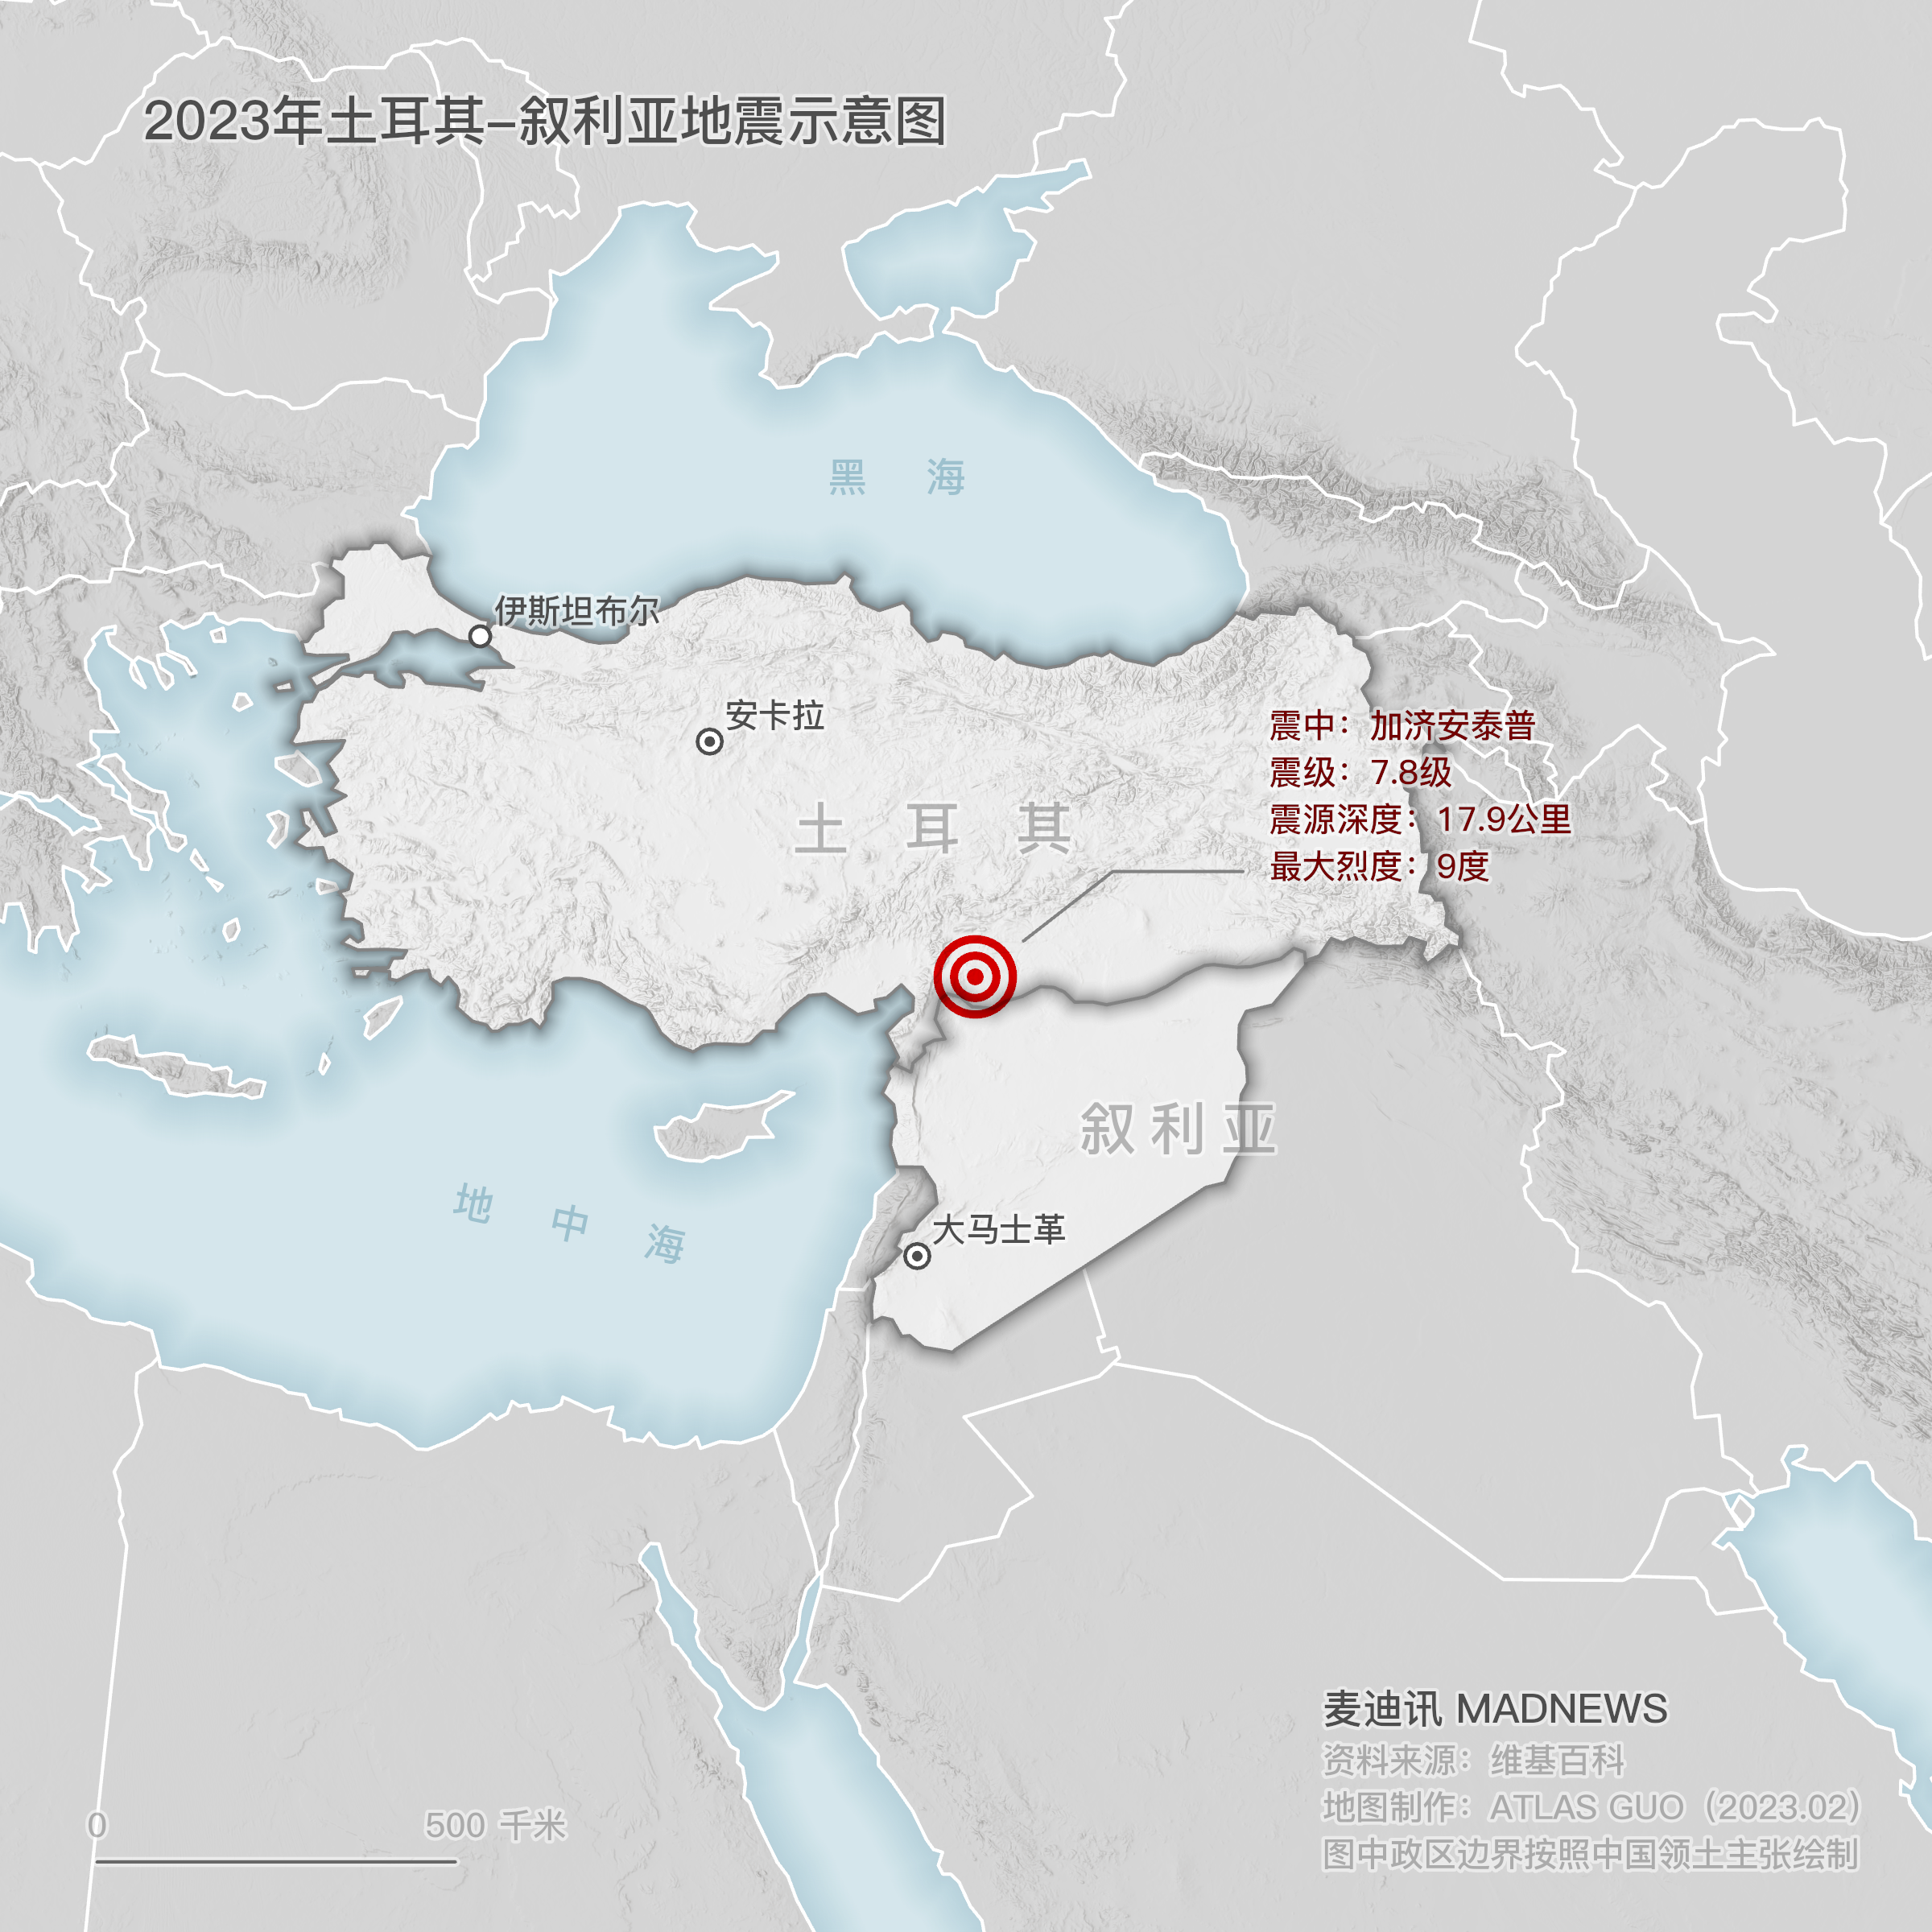 2023年土耳其-叙利亚地震示意图
黑 海
伊斯坦布尔
安卡拉
震中：加济安泰普
震级：7.8级
震源深度：17.9公里
最大烈度：9度
土 耳 其
叙利亚
地 中 海
大马士革
麦迪讯 MADNEWS
资料来源：维基百科
地图制作：ATLAS GUO（2023.02）
图中政区边界按照中国领土主张绘制
0 500 千米